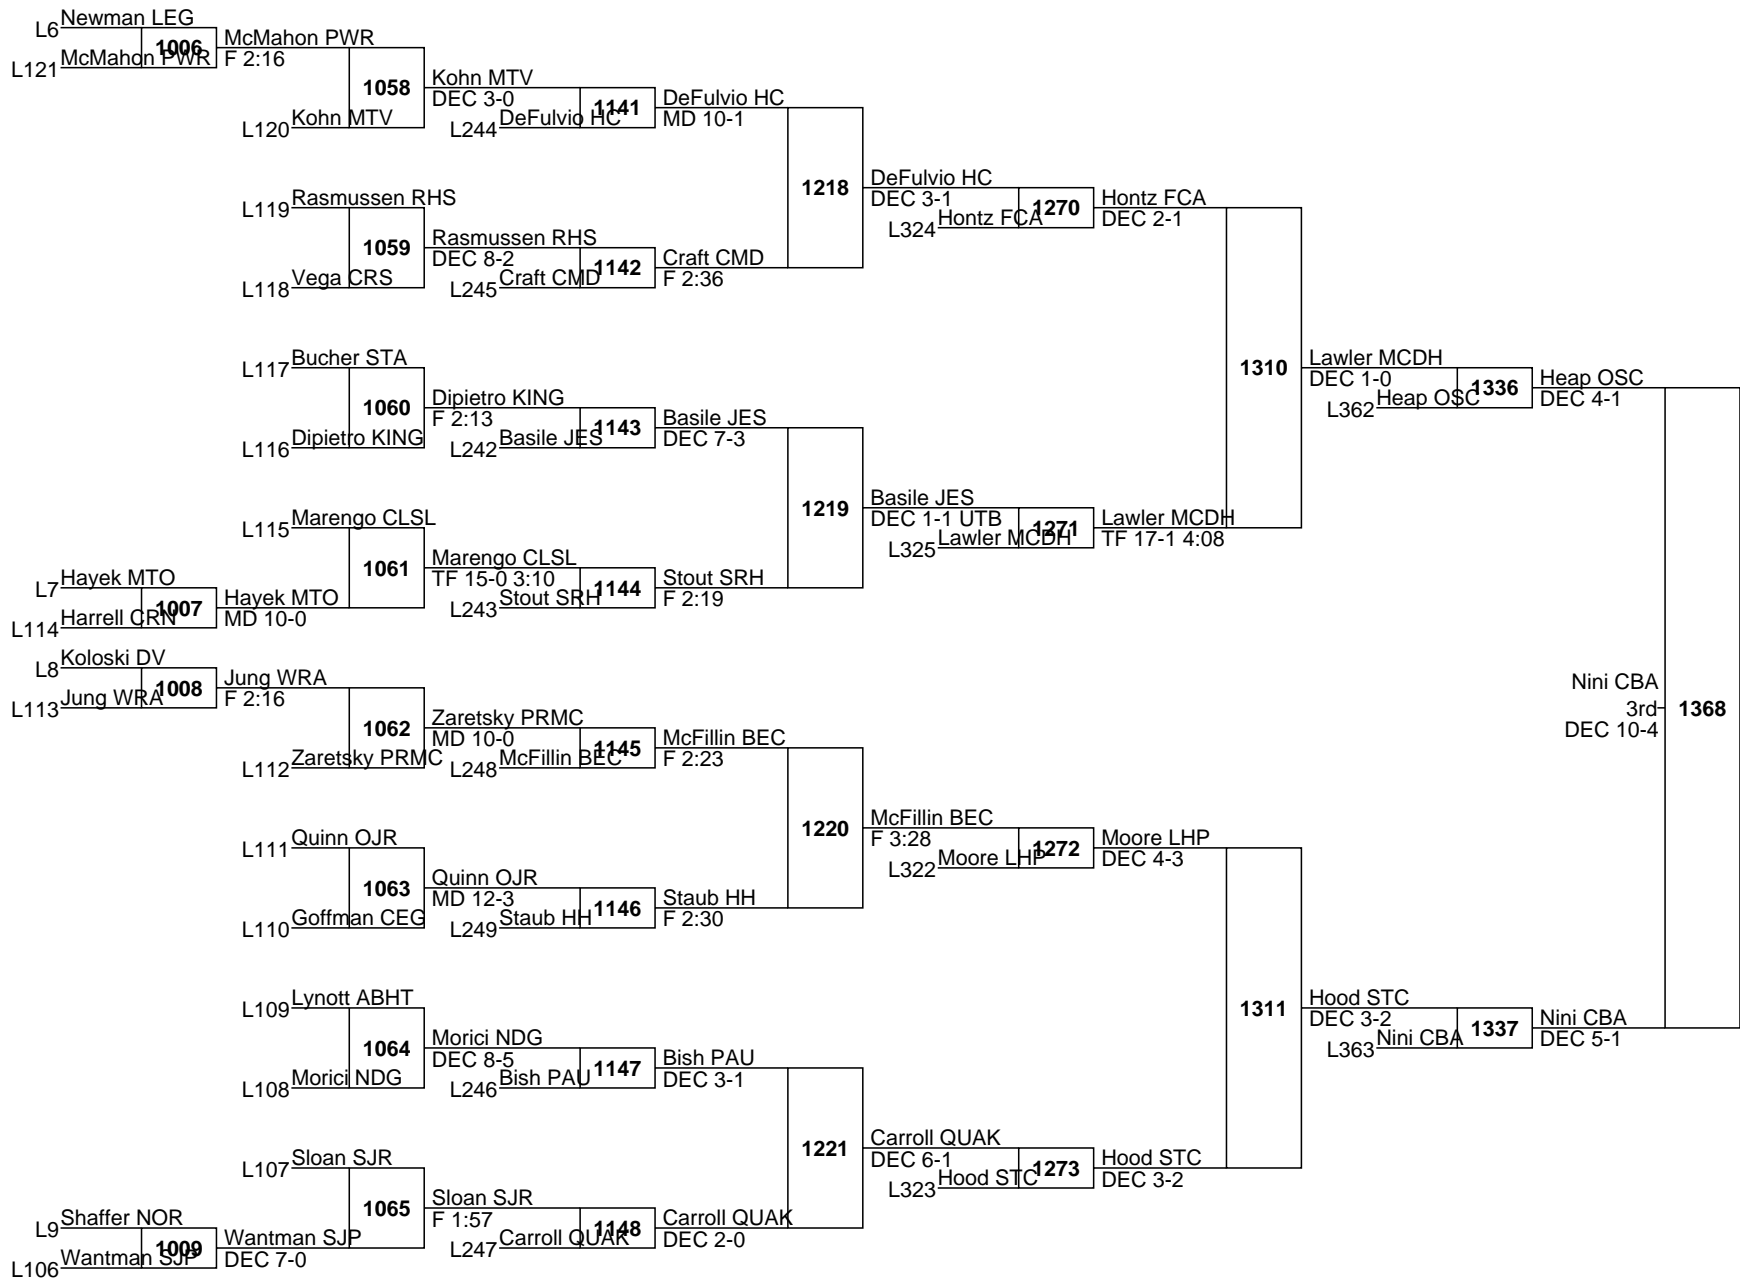 Newman LEG
L6
1006
McMahon PWR
L121
McMahon PWR
F 2:16
1058
Kohn MTV
L120
Kohn MTV
DEC 3-0
1141
DeFulvio HC
L244
DeFulvio HC
MD 10-1
1218
Rasmussen RHS
L119
1059
Vega CRS
L118
Rasmussen RHS
DEC 8-2
1142
Craft CMD
L245
Craft CMD
F 2:36
DeFulvio HC
DEC 3-1
1270
Hontz FCA
L324
Hontz FCA
DEC 2-1
1310
Bucher STA
L117
1060
Dipietro KING
L116
Dipietro KING
F 2:13
1143
Basile JES
L242
Basile JES
DEC 7-3
1219
Marengo CLSL
L115
1061
Hayek MTO
L7
1007
Harrell CRN
L114
Hayek MTO
MD 10-0
Marengo CLSL
TF 15-0 3:10
1144
Stout SRH
L243
Stout SRH
F 2:19
Basile JES
DEC 1-1 UTB
1271
Lawler MCDH
L325
Lawler MCDH
TF 17-1 4:08
Lawler MCDH
DEC 1-0
1336
Heap OSC
L362
Heap OSC
DEC 4-1
Koloski DV
L8
1008
Jung WRA
L113
Jung WRA
F 2:16
1062
Zaretsky PRMC
L112
Zaretsky PRMC
MD 10-0
1145
McFillin BEC
L248
McFillin BEC
F 2:23
1220
Quinn OJR
L111
1063
Goffman CEG
L110
Quinn OJR
MD 12-3
1146
Staub HH
L249
Staub HH
F 2:30
McFillin BEC
F 3:28
1272
Moore LHP
L322
Moore LHP
DEC 4-3
1311
Lynott ABHT
L109
1064
Morici NDG
L108
Morici NDG
DEC 8-5
1147
Bish PAU
L246
Bish PAU
DEC 3-1
1221
Sloan SJR
L107
1065
Shaffer NOR
L9
1009
Wantman SJP
L106
Wantman SJP
DEC 7-0
Sloan SJR
F 1:57
1148
Carroll QUAK
L247
Carroll QUAK
DEC 2-0
Carroll QUAK
DEC 6-1
1273
Hood STC
L323
Hood STC
DEC 3-2
Hood STC
DEC 3-2
1337
Nini CBA
L363
Nini CBA
DEC 5-1
Nini CBA
3rd
DEC 10-4
1368